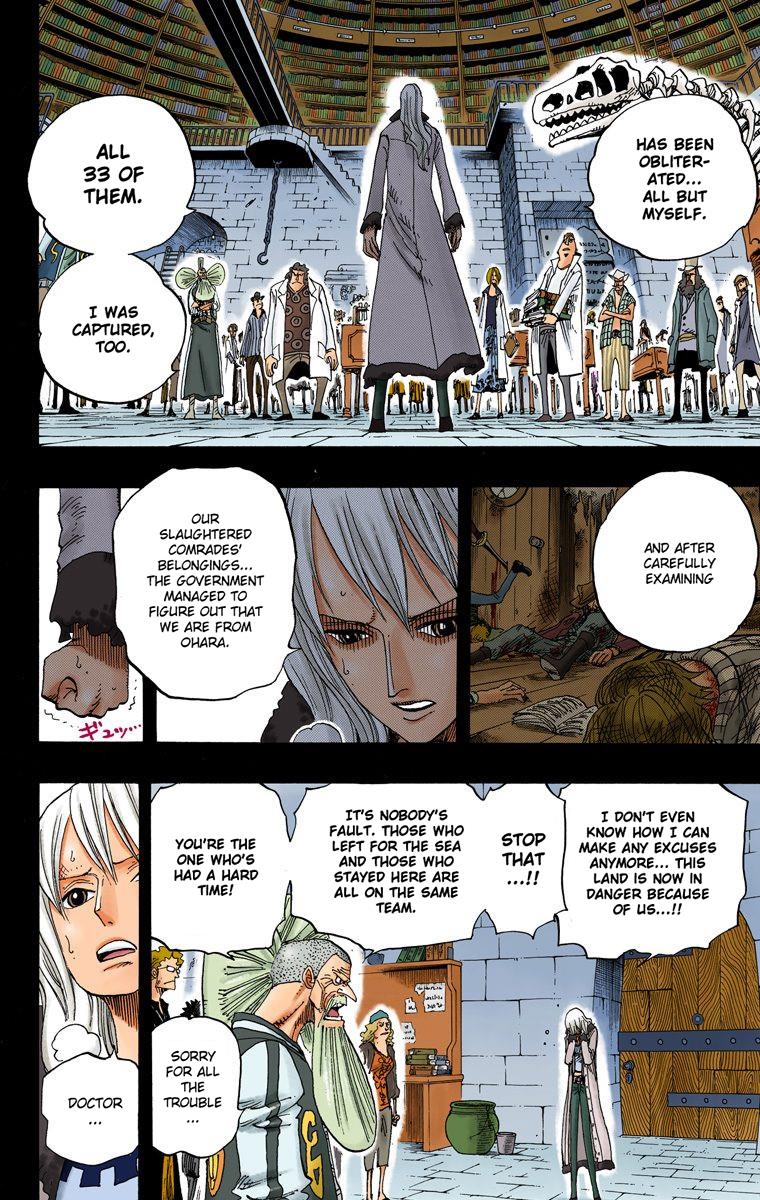 HAS BEEN
OBLITER-
ATED...
ALL BUT
MYSELF.
ALL
33 OF
THEM.
I WAS
CAPTURED,
TOO.
AND AFTER
CAREFULLY
EXAMINING
OUR
SLAUGHTERED
COMRADES'
BELONGINGS...
THE GOVERNMENT
MANAGED TO
FIGURE OUT THAT
WE ARE FROM
OHARA.
ギュッ...
I DON'T EVEN
KNOW HOW I CAN
MAKE ANY EXCUSES
ANYMORE... THIS
LAND IS NOW IN
DANGER BECAUSE
OF US...!!
STOP
THAT
...!!
IT'S NOBODY'S
FAULT. THOSE WHO
LEFT FOR THE SEA
AND THOSE WHO
STAYED HERE ARE
ALL ON THE SAME
TEAM.
YOU'RE THE
ONE WHO'S
HAD A HARD
TIME!
SORRY
FOR ALL
THE
TROUBLE
...
DOCTOR
...